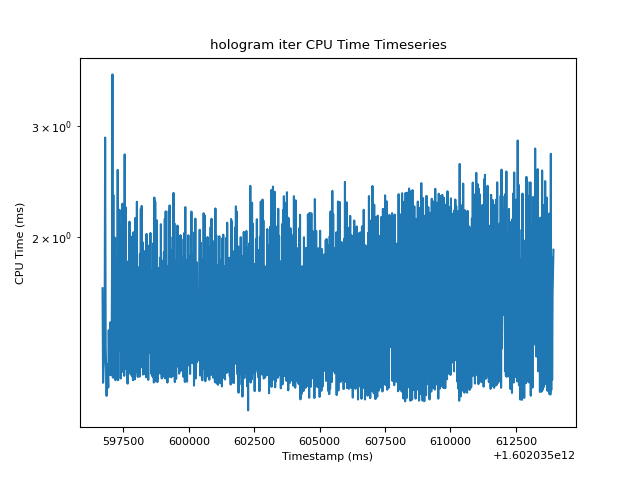 hologram iter CPU Time Timeseries
3 × 10⁰
2 × 10⁰
CPU Time (ms)
597500 600000 602500 605000 607500 610000 612500
Timestamp (ms)
+1.602035e12